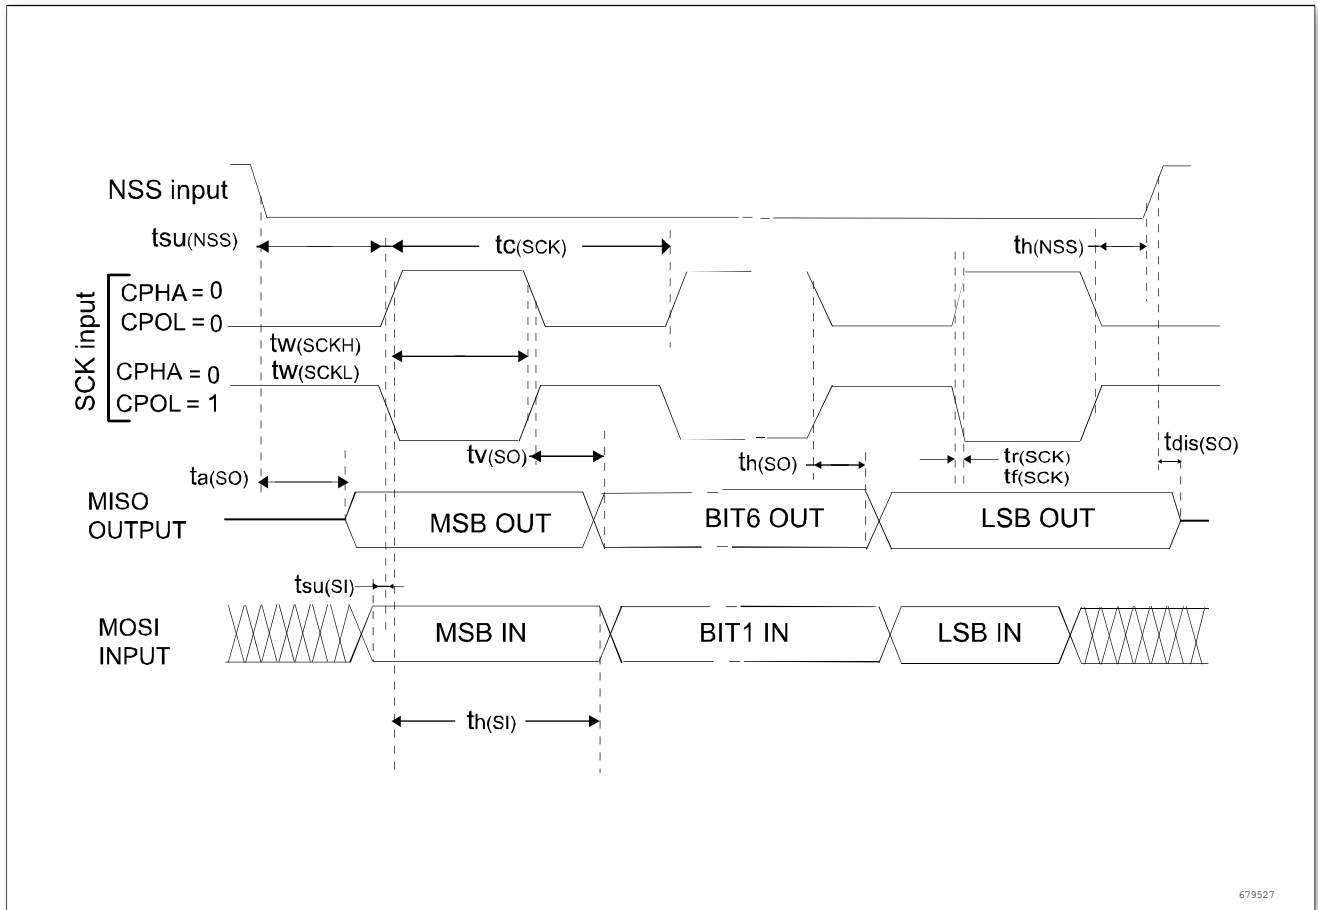 NSS input
tsu(NSS)
tc(SCK)
th(NSS)
SCK input
CPHA = 0
CPOL = 0
tw(SCKH)
tw(SCKL)
CPHA = 0
CPOL = 1
tv(SO)
th(SO)
tr(SCK)
tf(SCK)
tdis(SO)
ta(SO)
MISO
OUTPUT
MSB OUT
BIT6 OUT
LSB OUT
tsu(SI)
MOSI
INPUT
MSB IN
BIT1 IN
LSB IN
th(SI)
679527